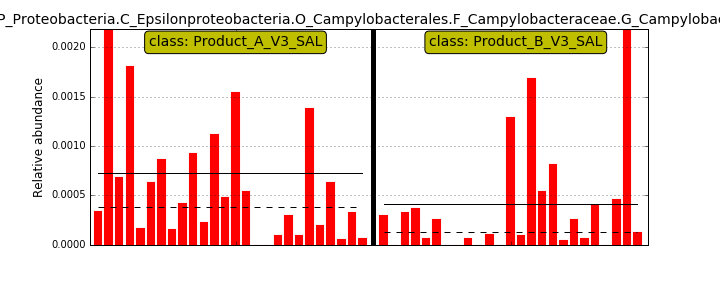 P_Proteobacteria.C_Epsilonproteobacteria.O_Campylobacterales.F_Campylobacteraceae.G_Campyloba
class: Product_A_V3_SAL
class: Product_B_V3_SAL
Relative abundance
0.0020
0.0015
0.0010
0.0005
0.0000